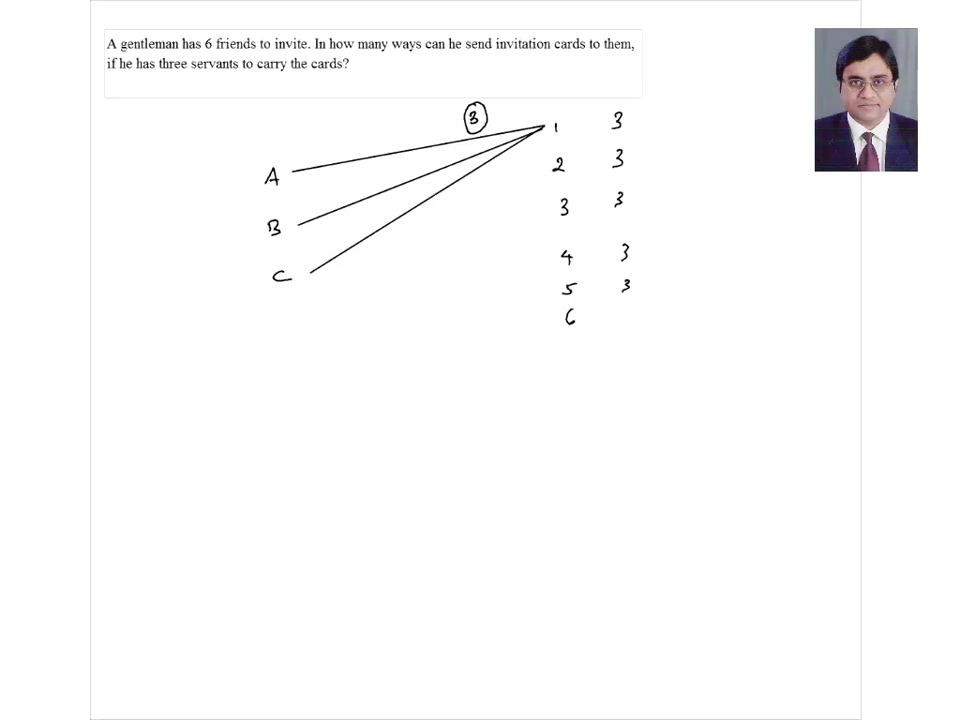 A gentleman has 6 friends to invite. In how many ways can he send invitation cards to them,
if he has three servants to carry the cards?
3
1 3
A
2 3
3 3
B
4 3
C
5 3
6